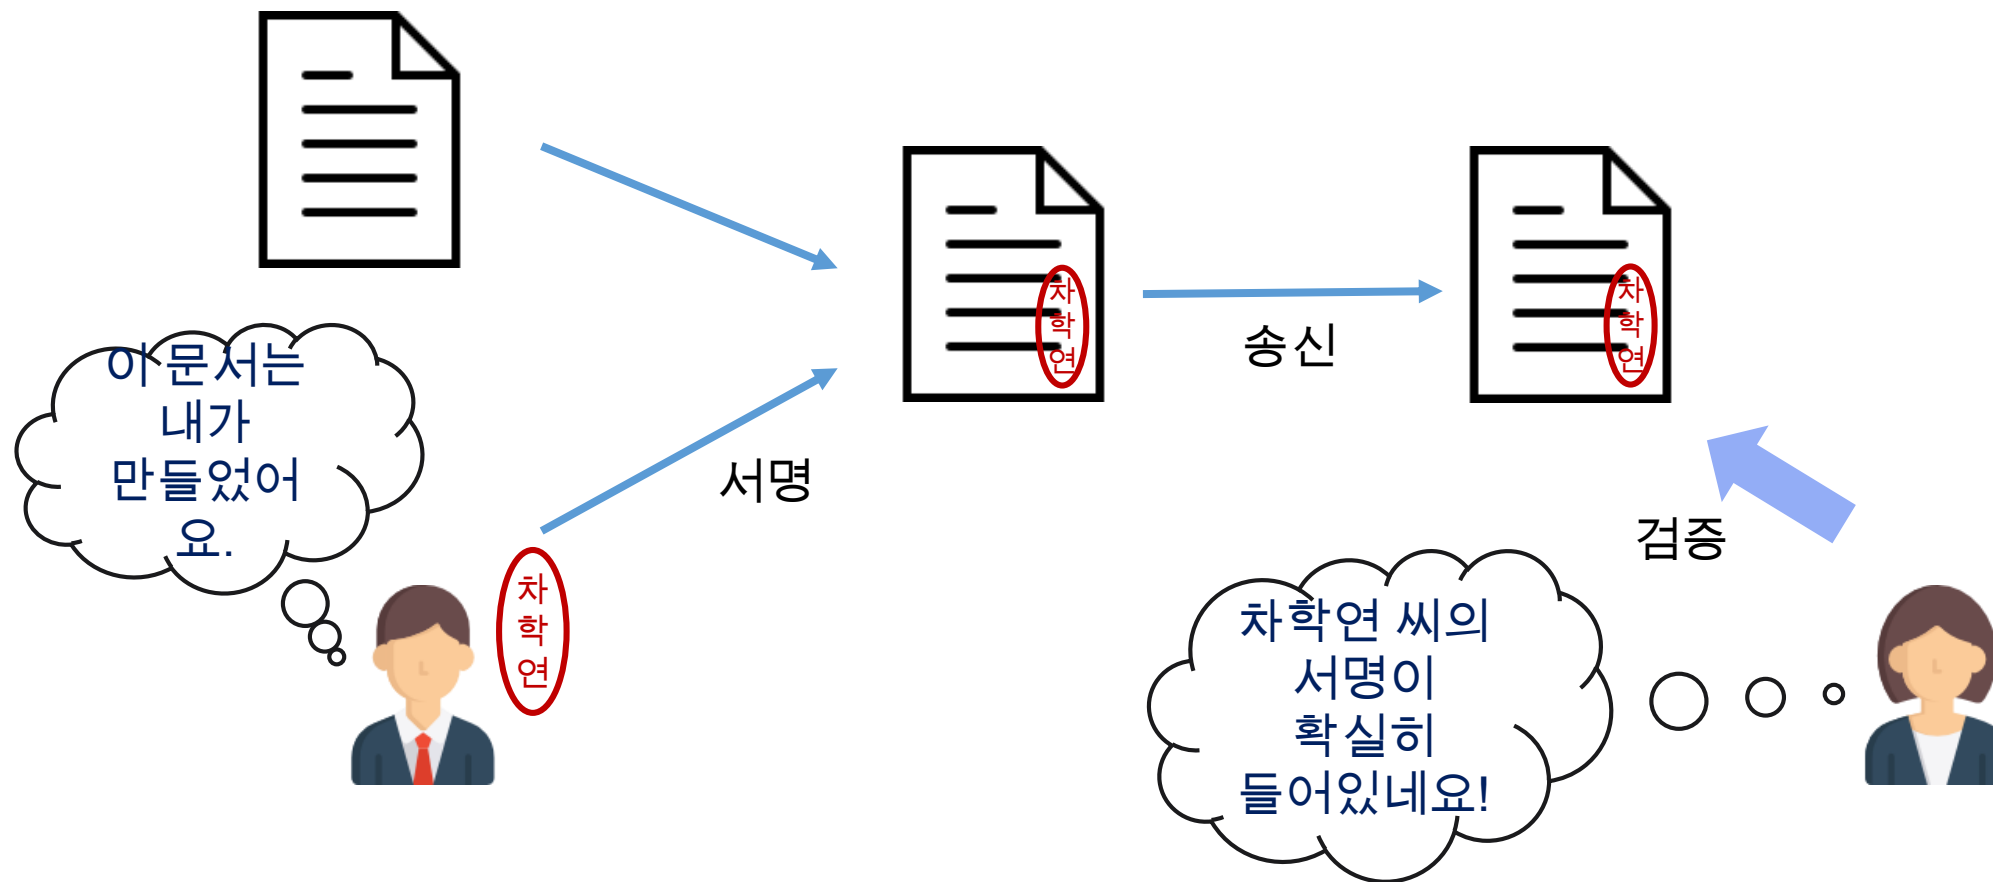 이 문서는
내가
만들었어
요.
차
학
연
서명
차
학
연
송신
차
학
연
검증
차학연 씨의
서명이
확실히
들어있네요!